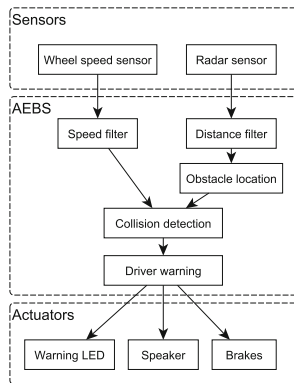 Sensors
Wheel speed sensor
Radar sensor
AEBS
Speed filter
Distance filter
Obstacle location
Collision detection
Driver warning
Actuators
Warning LED
Speaker
Brakes